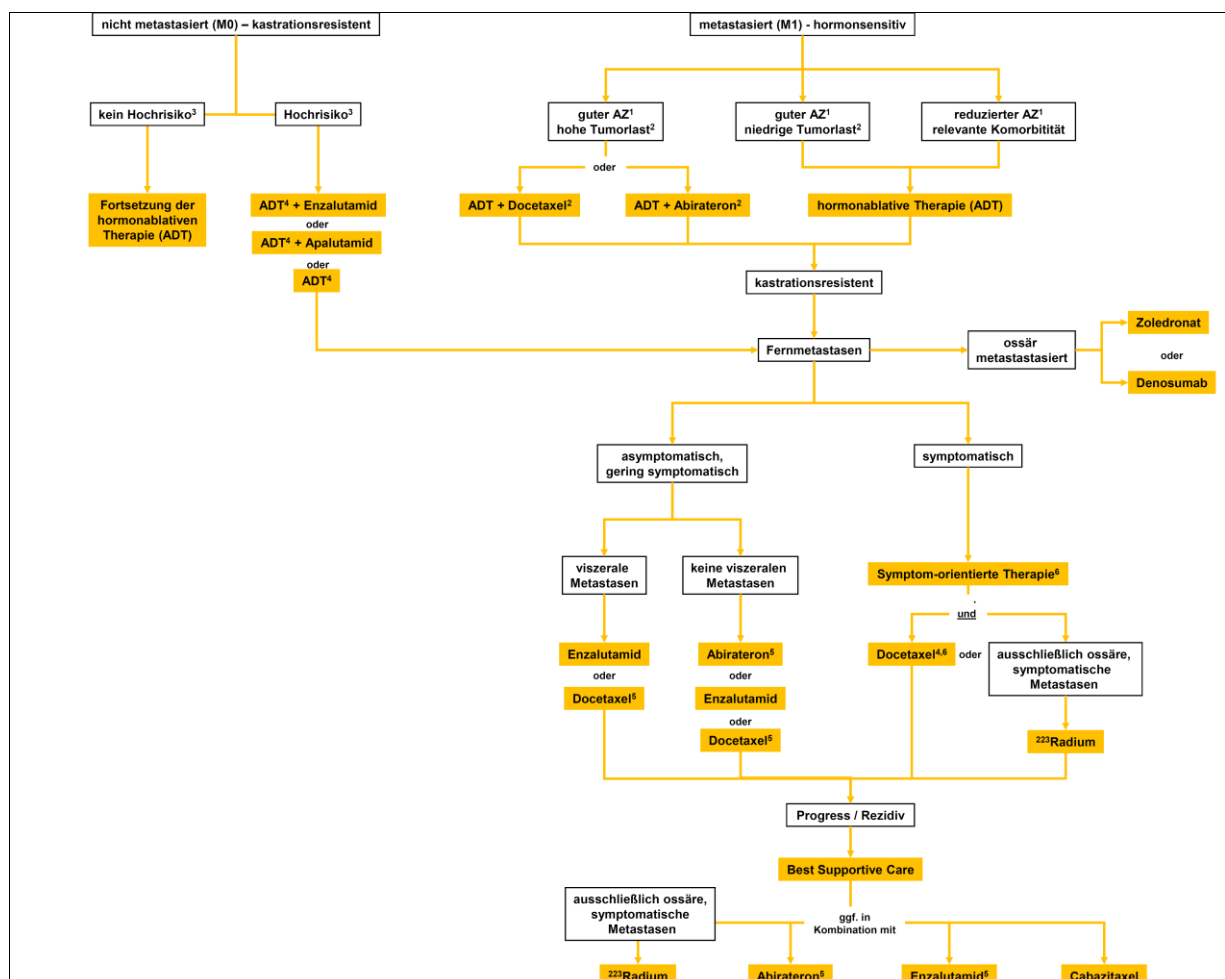 nicht metastasiert (M0) – kastrationsresistent
metastasiert (M1) - hormonsensitiv
kein Hochrisiko³
Hochrisiko³
guter AZ¹
hohe Tumorlast²
guter AZ¹
niedrige Tumorlast²
reduzierter AZ¹
relevante Komorbitität
oder
Fortsetzung der
hormonablativen
Therapie (ADT)
ADT⁴ + Enzalutamid
oder
ADT⁴ + Apalutamid
oder
ADT⁴
ADT + Docetaxel²
ADT + Abirateron²
hormonablative Therapie (ADT)
kastrationsresistent
Fernmetastasen
ossär
metastastasiert
Zoledronat
oder
Denosumab
asymptomatisch,
gering symptomatisch
symptomatisch
viszerale
Metastasen
keine viszeralen
Metastasen
Symptom-orientierte Therapie⁶
und
Enzalutamid
oder
Docetaxel⁵
Abirateron⁵
oder
Enzalutamid
oder
Docetaxel⁵
Docetaxel⁴,⁶
oder
ausschließlich ossäre,
symptomatische
Metastasen
²²³Radium
Progress / Rezidiv
Best Supportive Care
ausschließlich ossäre,
symptomatische
Metastasen
ggf. in
Kombination mit
²²³Radium
Abirateron⁵
Enzalutamid⁵
Cabazitaxel